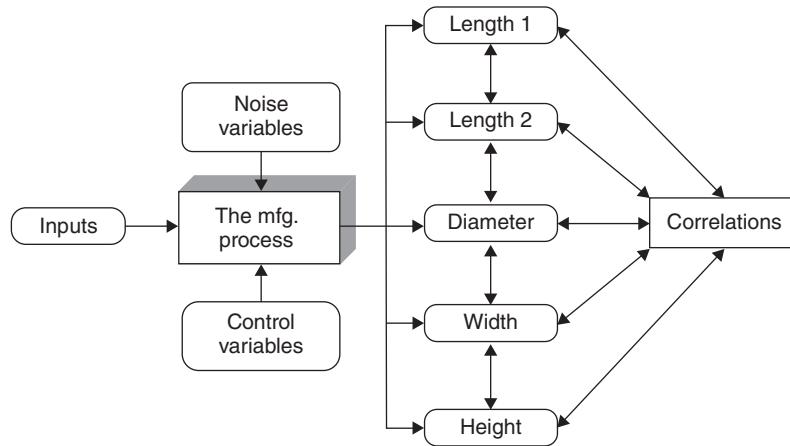 Length 1
Noise
variables
Length 2
Inputs
The mfg.
process
Diameter
Correlations
Control
variables
Width
Height